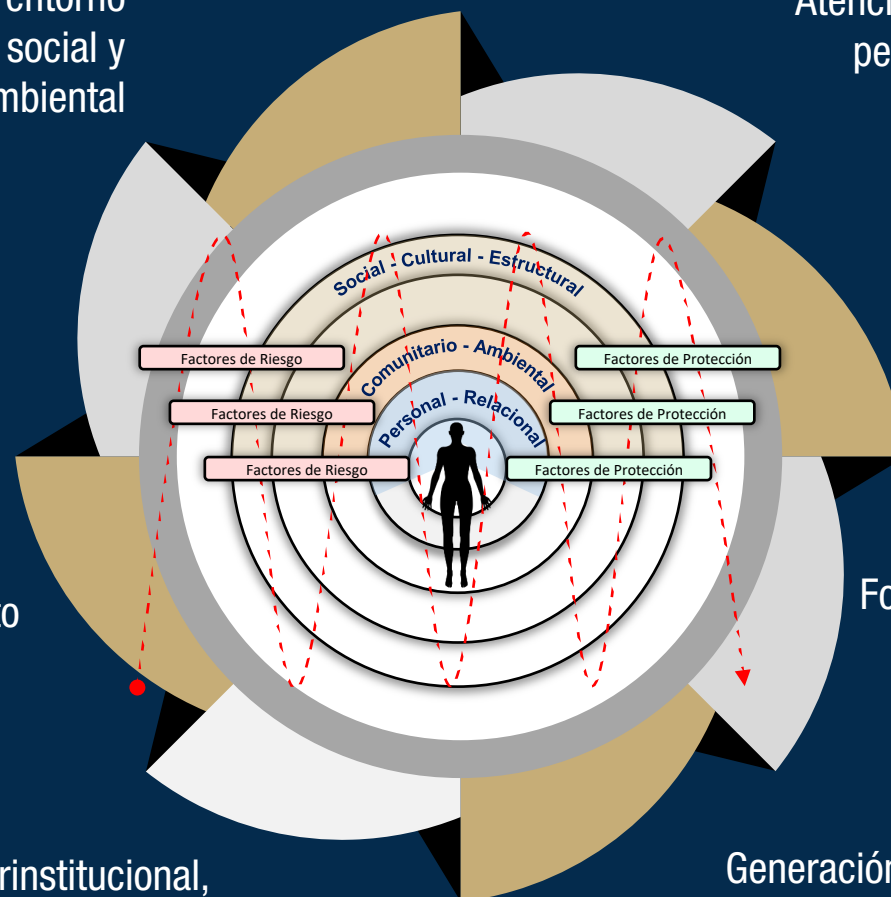 entorno
social y
mbiental
Atenci
pe
Social - Cultural - Estructural
Comunitario - Ambiental
Personal - Relacional
Factores de Riesgo
Factores de Protección
Factores de Riesgo
Factores de Protección
Factores de Riesgo
Factores de Protección
to
Fo
rinstitucional,
Generación